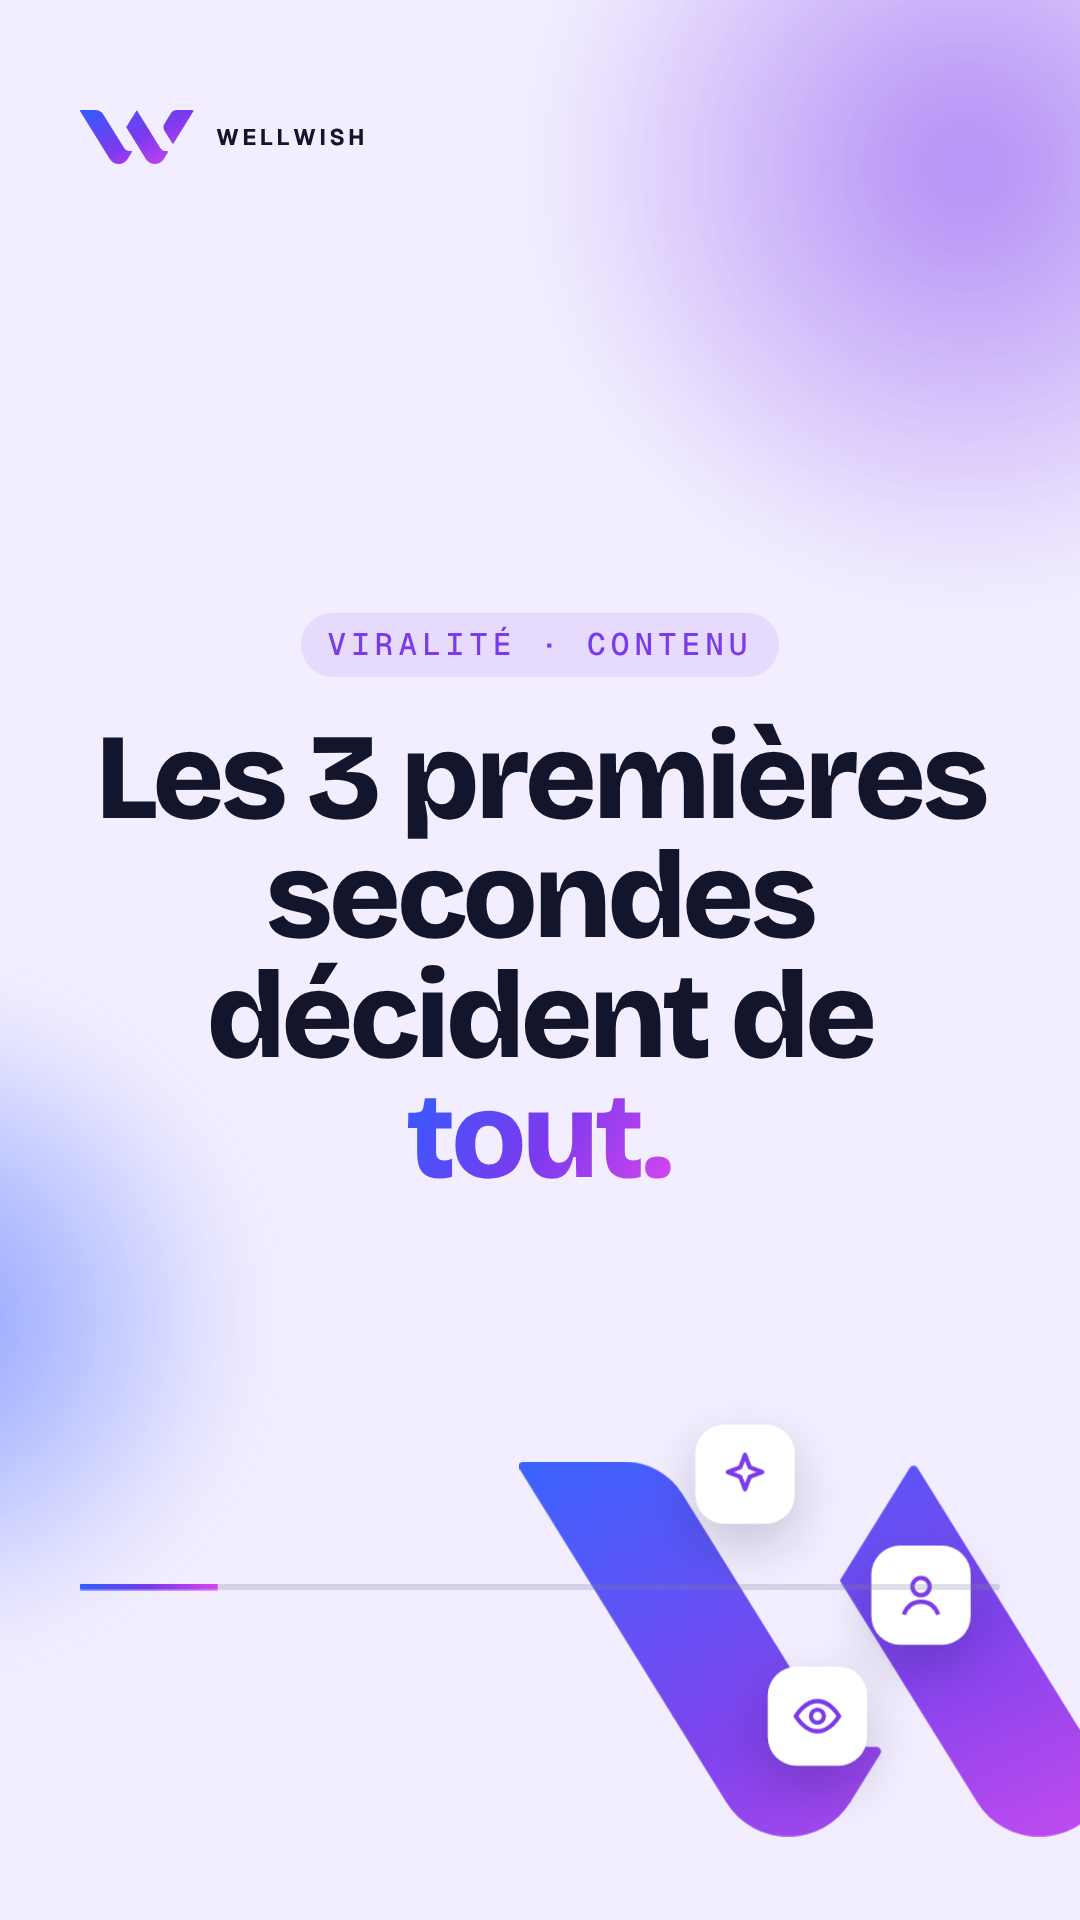 WELLWISH
VIRALITÉ · CONTENU
Les 3 premières
secondes
décident de
tout.